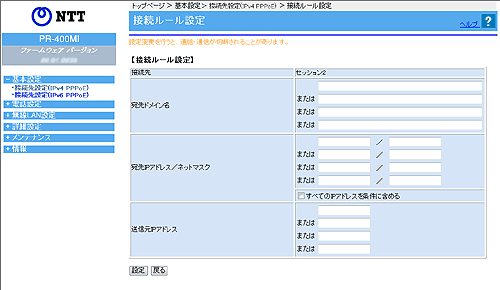 トップページ > 基本設定 > 接続先設定(IPv4 PPPoE) > 接続ルール設定
NTT
接続ルール設定
ヘルプ ?
PR-400MI
ファームウェア バージョン
設定変更を行うと、通話・通信が切断されることがあります。
【接続ルール設定】
- 基本設定
・接続先設定(IPv4 PPPoE)
・接続先設定(IPv6 PPPoE)
+ 電話設定
+ 無線LAN設定
+ 詳細設定
+ メンテナンス
+ 情報
接続先 セッション2
宛先ドメイン名
または
または
または
宛先IPアドレス/ネットマスク
/
または /
または /
または /
すべてのIPアドレスを条件に含める
送信元IPアドレス
または
または
または
設定 戻る